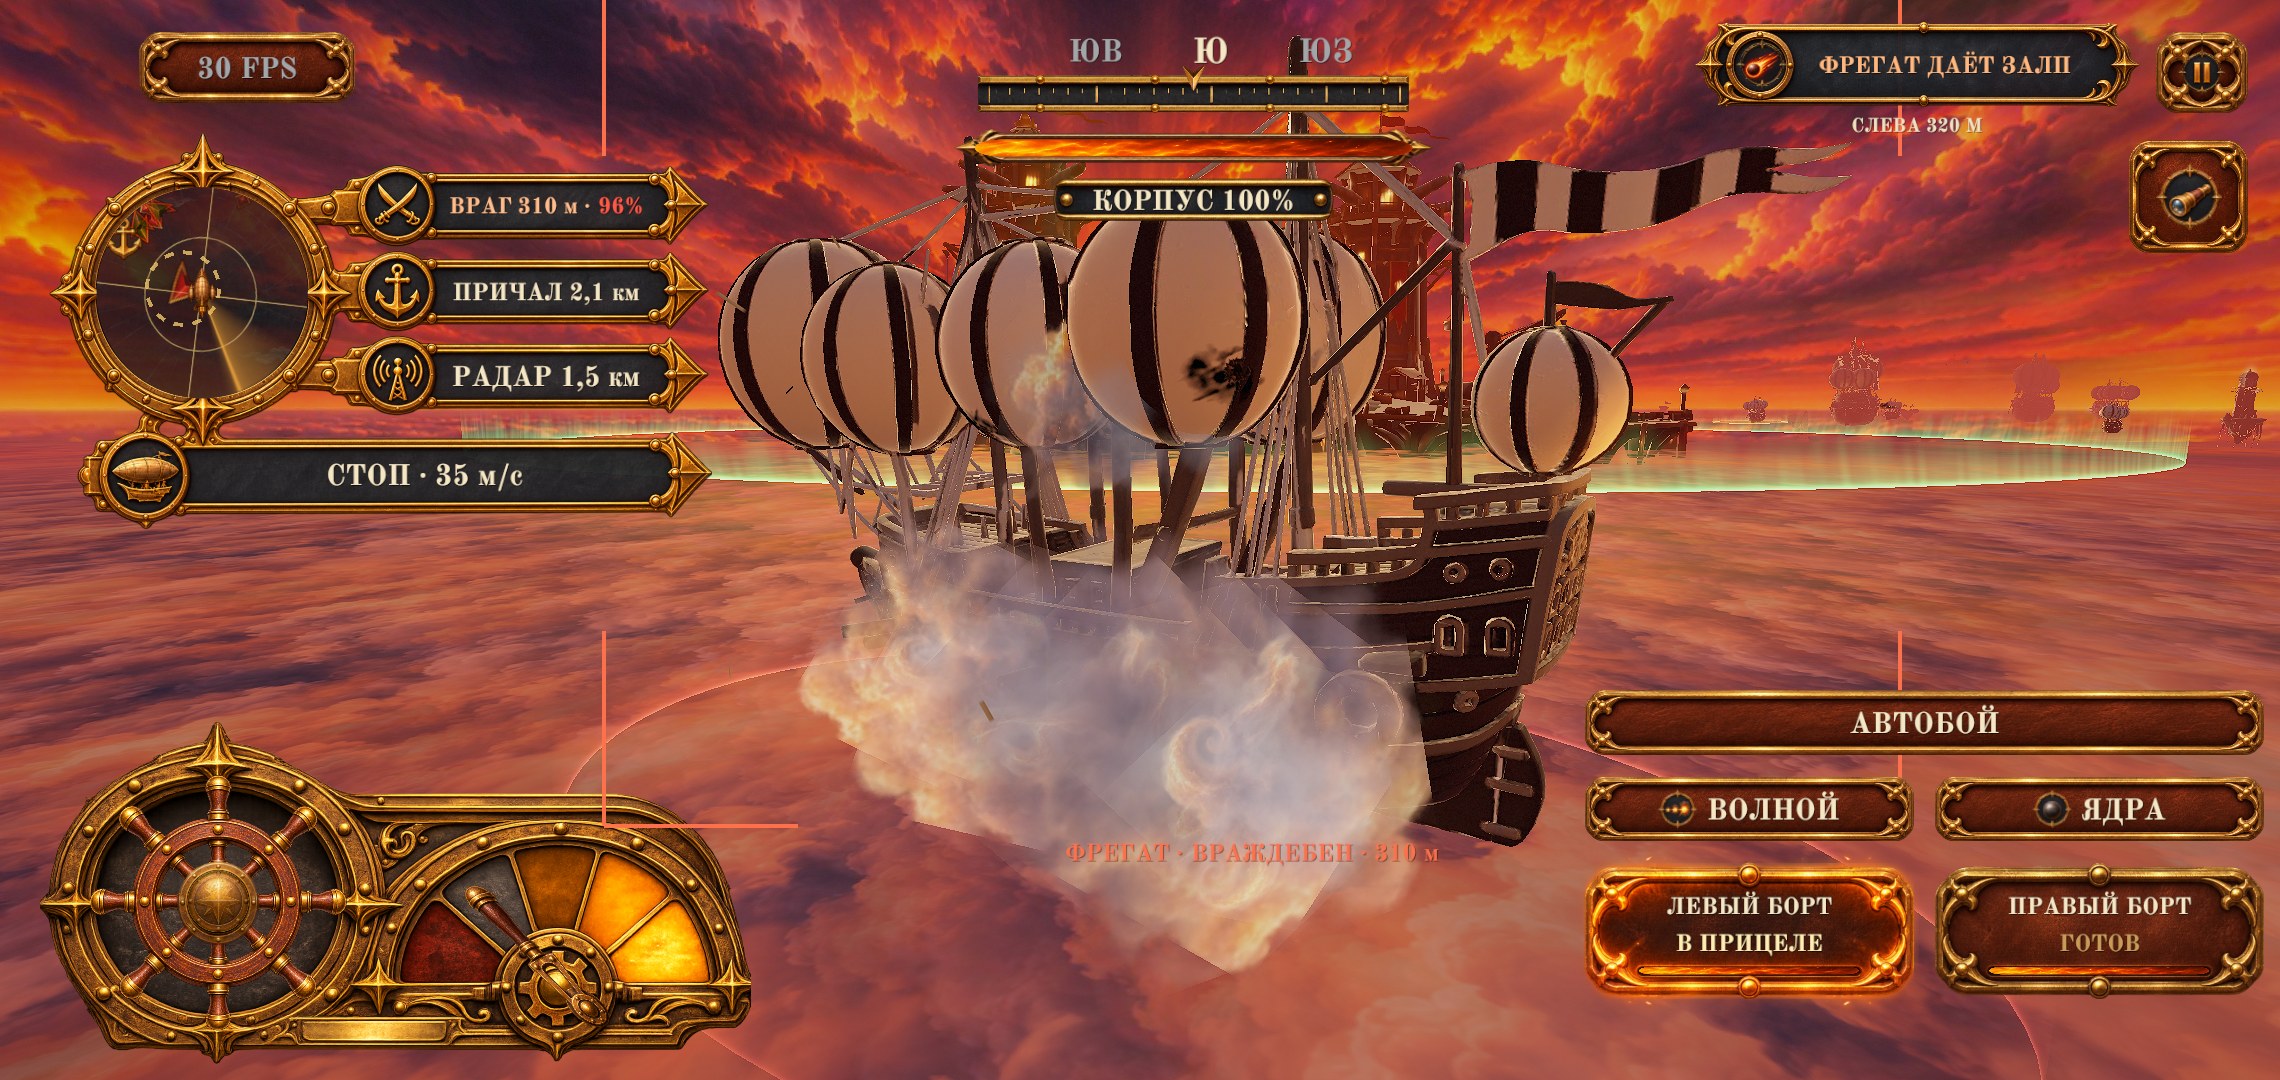 30 FPS
ЮВ Ю ЮЗ
ФРЕГАТ ДАЁТ ЗАЛП
СЛЕВА 320 М
ВРАГ 310 м · 96%
КОРПУС 100%
ПРИЧАЛ 2,1 км
РАДАР 1,5 км
СТОП · 35 м/с
АВТОБОЙ
ВОЛНОЙ
ЯДРА
ФРЕГАТ · ВРАЖДЕБЕН · 310 м
ЛЕВЫЙ БОРТ
В ПРИЦЕЛЕ
ПРАВЫЙ БОРТ
ГОТОВ